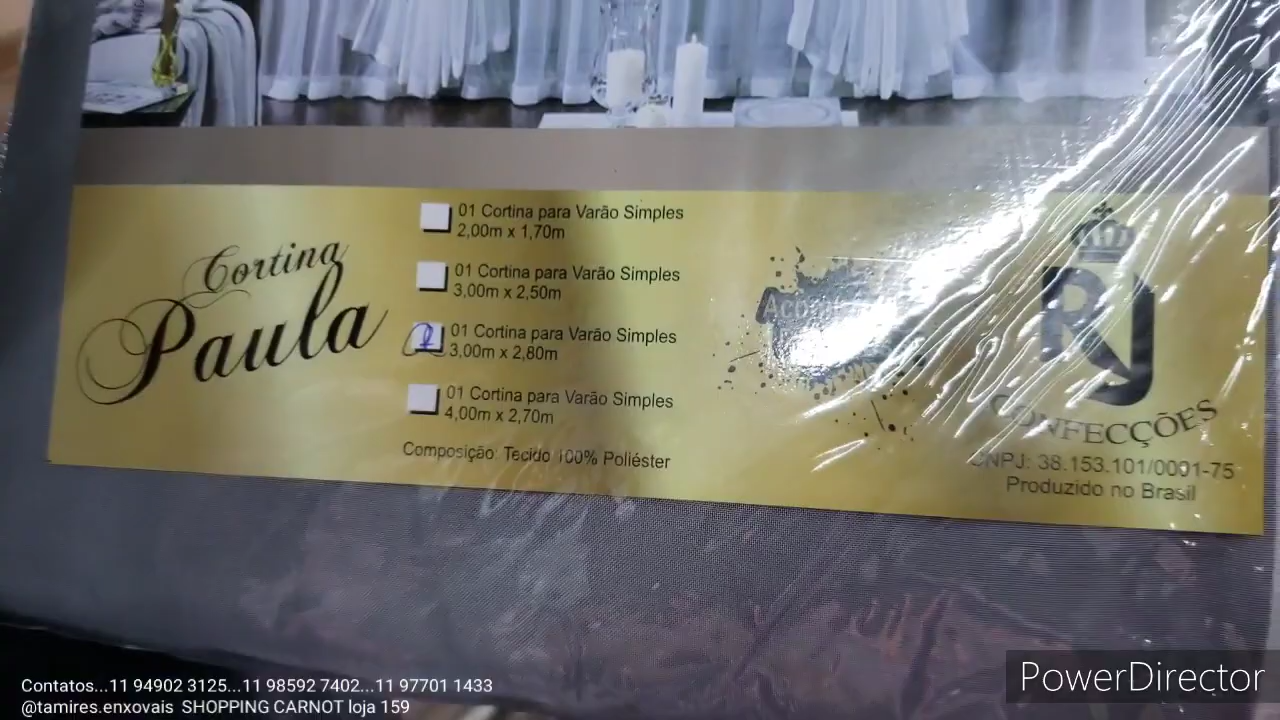 Cortina
Paula
01 Cortina para Varão Simples
2,00m x 1,70m
01 Cortina para Varão Simples
3,00m x 2,50m
01 Cortina para Varão Simples
3,00m x 2,80m
01 Cortina para Varão Simples
4,00m x 2,70m
Composição: Tecido 100% Poliéster
RJ
CONFECÇÕES
CNPJ: 38.153.101/0001-75
Produzido no Brasil
PowerDirector
Contatos...11 94902 3125...11 98592 7402...11 97701 1433
@tamires.enxovais SHOPPING CARNOT loja 159